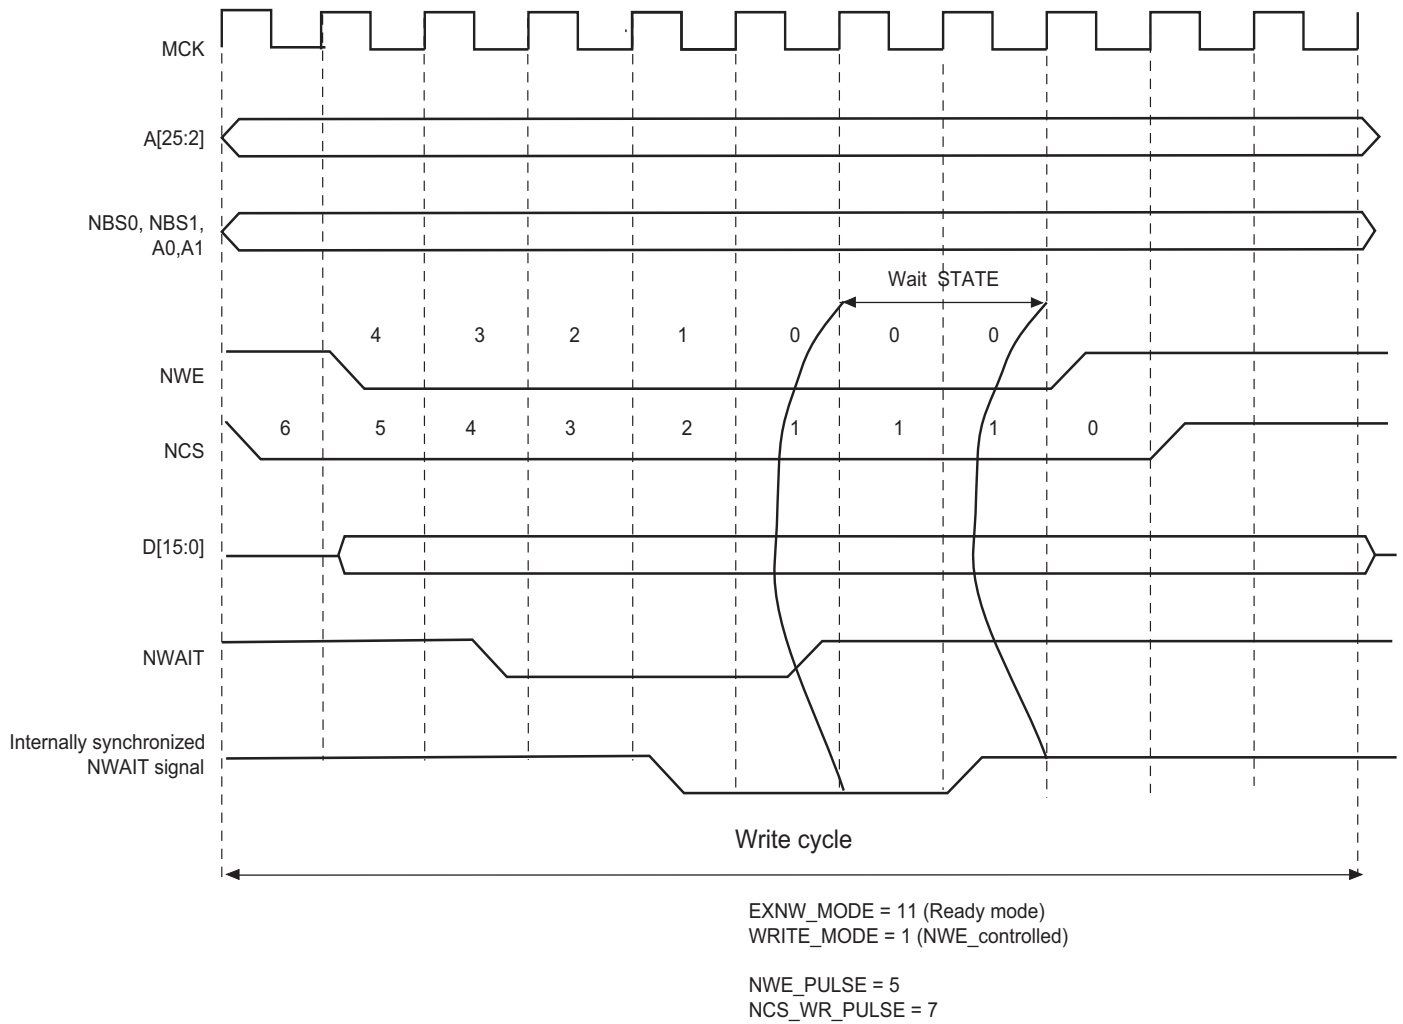 MCK
A[25:2]
NBS0, NBS1,
A0,A1
Wait STATE
4 3 2 1 0 0 0
NWE
6 5 4 3 2 1 1 1 0
NCS
D[15:0]
NWAIT
Internally synchronized
NWAIT signal
Write cycle
EXNW_MODE = 11 (Ready mode)
WRITE_MODE = 1 (NWE_controlled)
NWE_PULSE = 5
NCS_WR_PULSE = 7